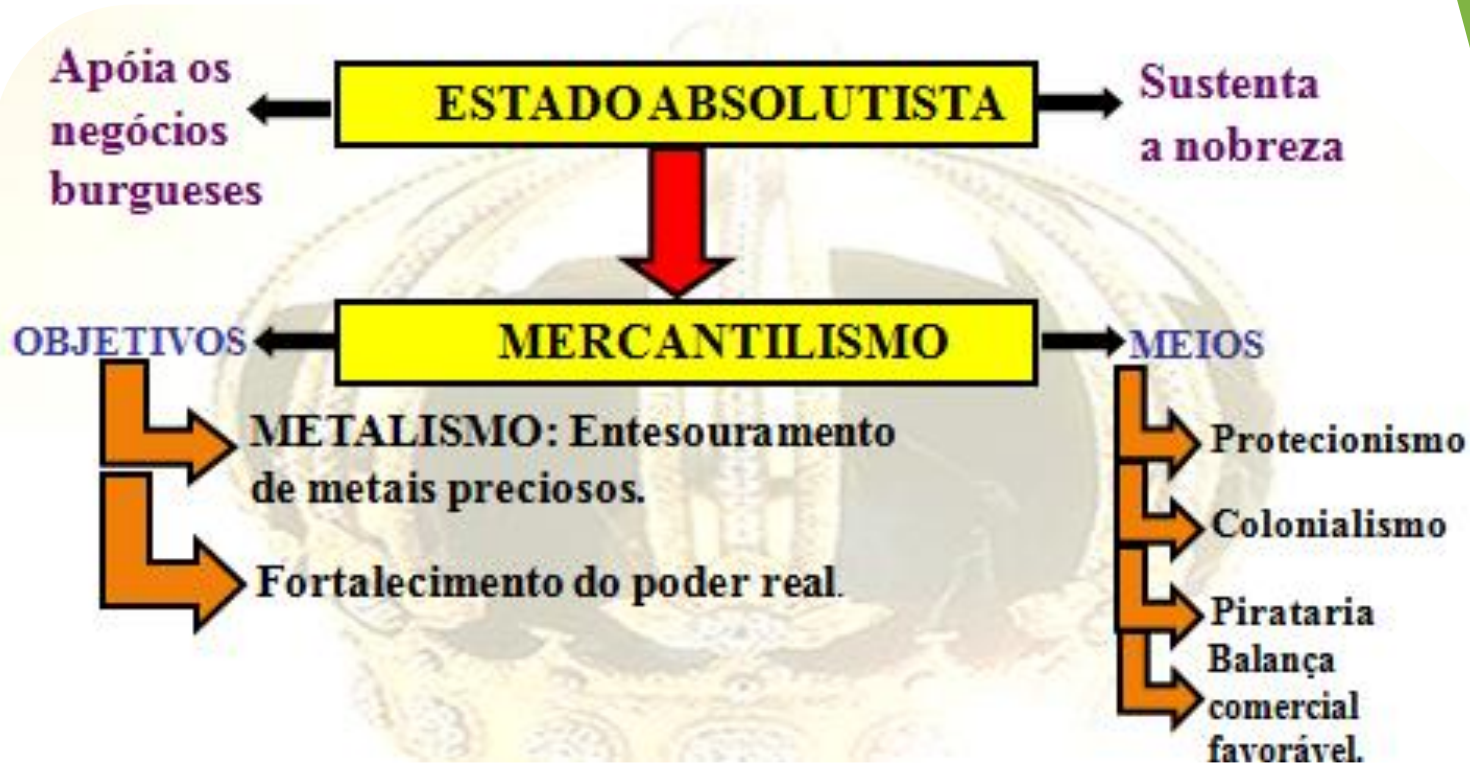 Apóia os
negócios
burgueses
ESTADO ABSOLUTISTA
Sustenta
a nobreza
OBJETIVOS
MERCANTILISMO
MEIOS
METALISMO: Entesouramento
de metais preciosos.
Fortalecimento do poder real.
Protecionismo
Colonialismo
Pirataria
Balança
comercial
favorável.